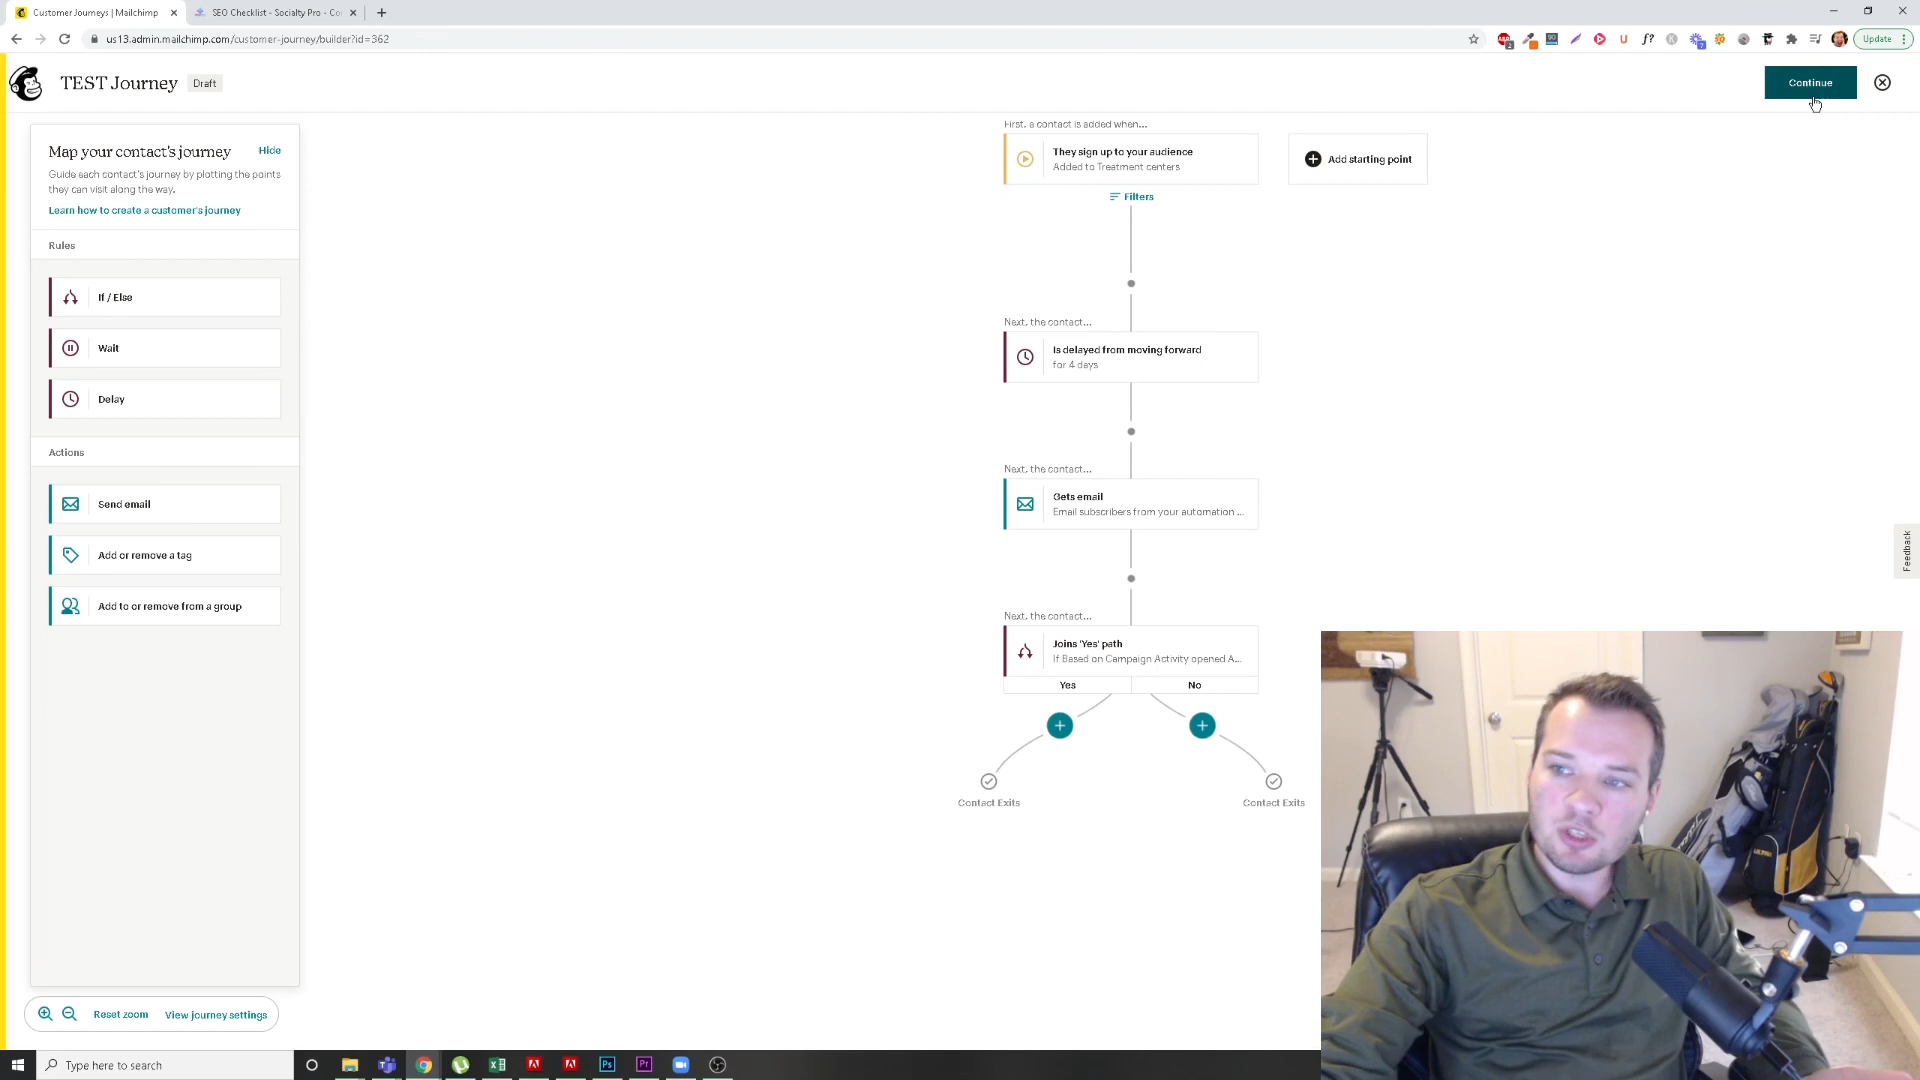 Customer Journeys | Mailchimp
SEO Checklist - Socialty Pro - Co
us13.admin.mailchimp.com/customer-journey/builder?id=362
Update
TEST Journey
Draft
Continue
Map your contact's journey
Hide
Guide each contact's journey by plotting the points
they can visit along the way.
Learn how to create a customer's journey
Rules
If / Else
Wait
Delay
Actions
Send email
Add or remove a tag
Add to or remove from a group
Reset zoom
View journey settings
First, a contact is added when...
They sign up to your audience
Added to Treatment centers
Add starting point
Filters
Next, the contact...
Is delayed from moving forward
for 4 days
Next, the contact...
Gets email
Email subscribers from your automation ...
Next, the contact...
Joins 'Yes' path
If Based on Campaign Activity opened A...
Yes
No
Contact Exits
Contact Exits
Feedback
Type here to search
Ps
Pr